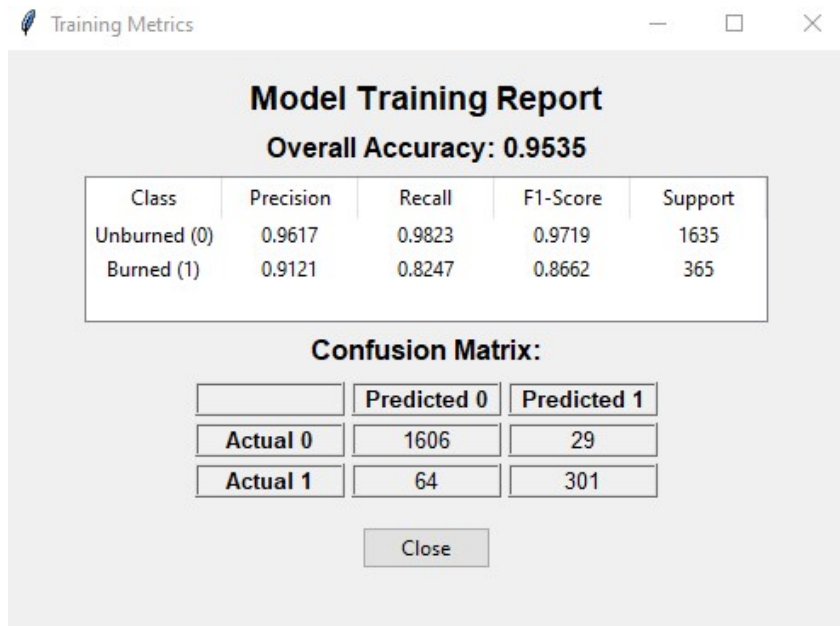 Training Metrics
Model Training Report
Overall Accuracy: 0.9535
Class Precision Recall F1-Score Support
Unburned (0) 0.9617 0.9823 0.9719 1635
Burned (1) 0.9121 0.8247 0.8662 365
Confusion Matrix:
Predicted 0 Predicted 1
Actual 0 1606 29
Actual 1 64 301
Close